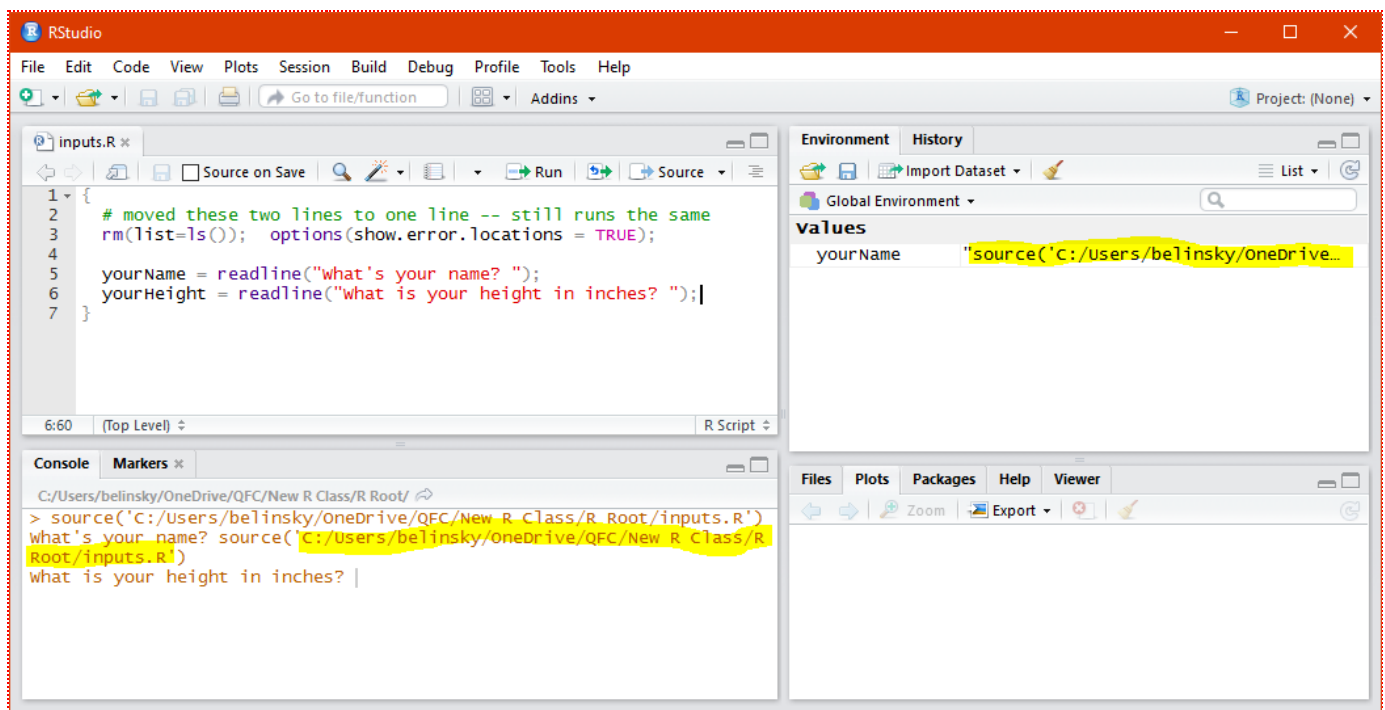 RStudio
File Edit Code View Plots Session Build Debug Profile Tools Help
Go to file/function Addins Project: (None)
inputs.R
Source on Save Run Source
1 {
2 # moved these two lines to one line -- still runs the same
3 rm(list=ls()); options(show.error.locations = TRUE);
4
5 yourName = readline("What's your name? ");
6 yourHeight = readline("What is your height in inches? ");
7 }
6:60 (Top Level) R Script
Console Markers
C:/Users/belinsky/OneDrive/QFC/New R Class/R Root/
> source('C:/Users/belinsky/OneDrive/QFC/New R Class/R Root/inputs.R')
What's your name? source('C:/Users/belinsky/OneDrive/QFC/New R Class/R
Root/inputs.R')
What is your height in inches?
Environment History
Import Dataset List
Global Environment
Values
yourName "source('C:/Users/belinsky/OneDrive…
Files Plots Packages Help Viewer
Zoom Export